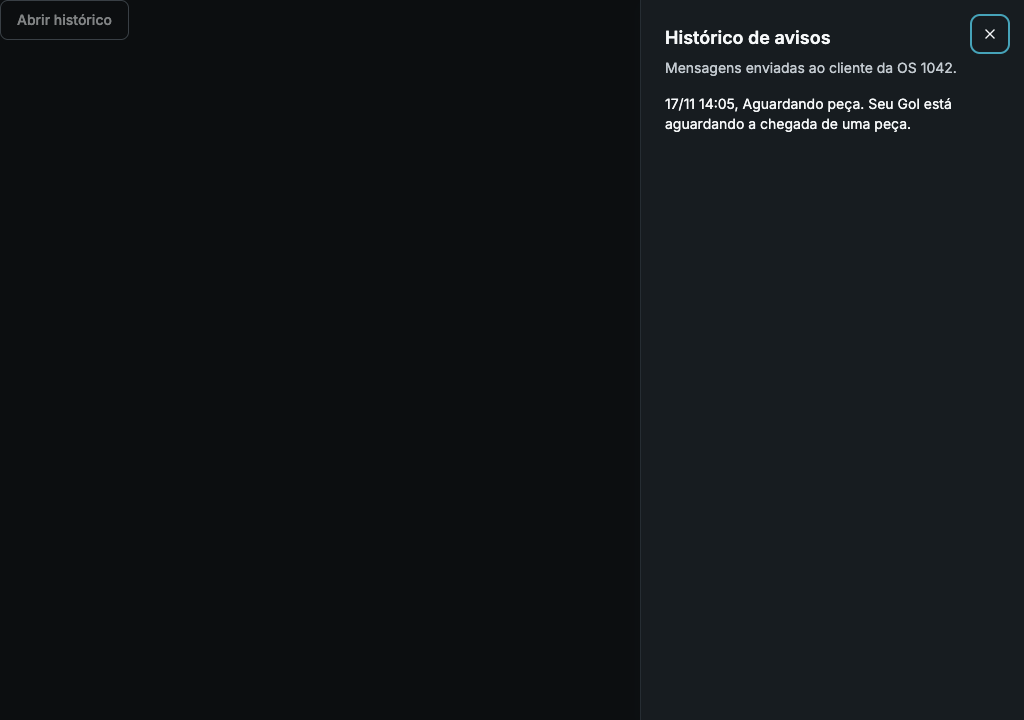 Abrir histórico
Histórico de avisos
Mensagens enviadas ao cliente da OS 1042.
17/11 14:05, Aguardando peça. Seu Gol está
aguardando a chegada de uma peça.